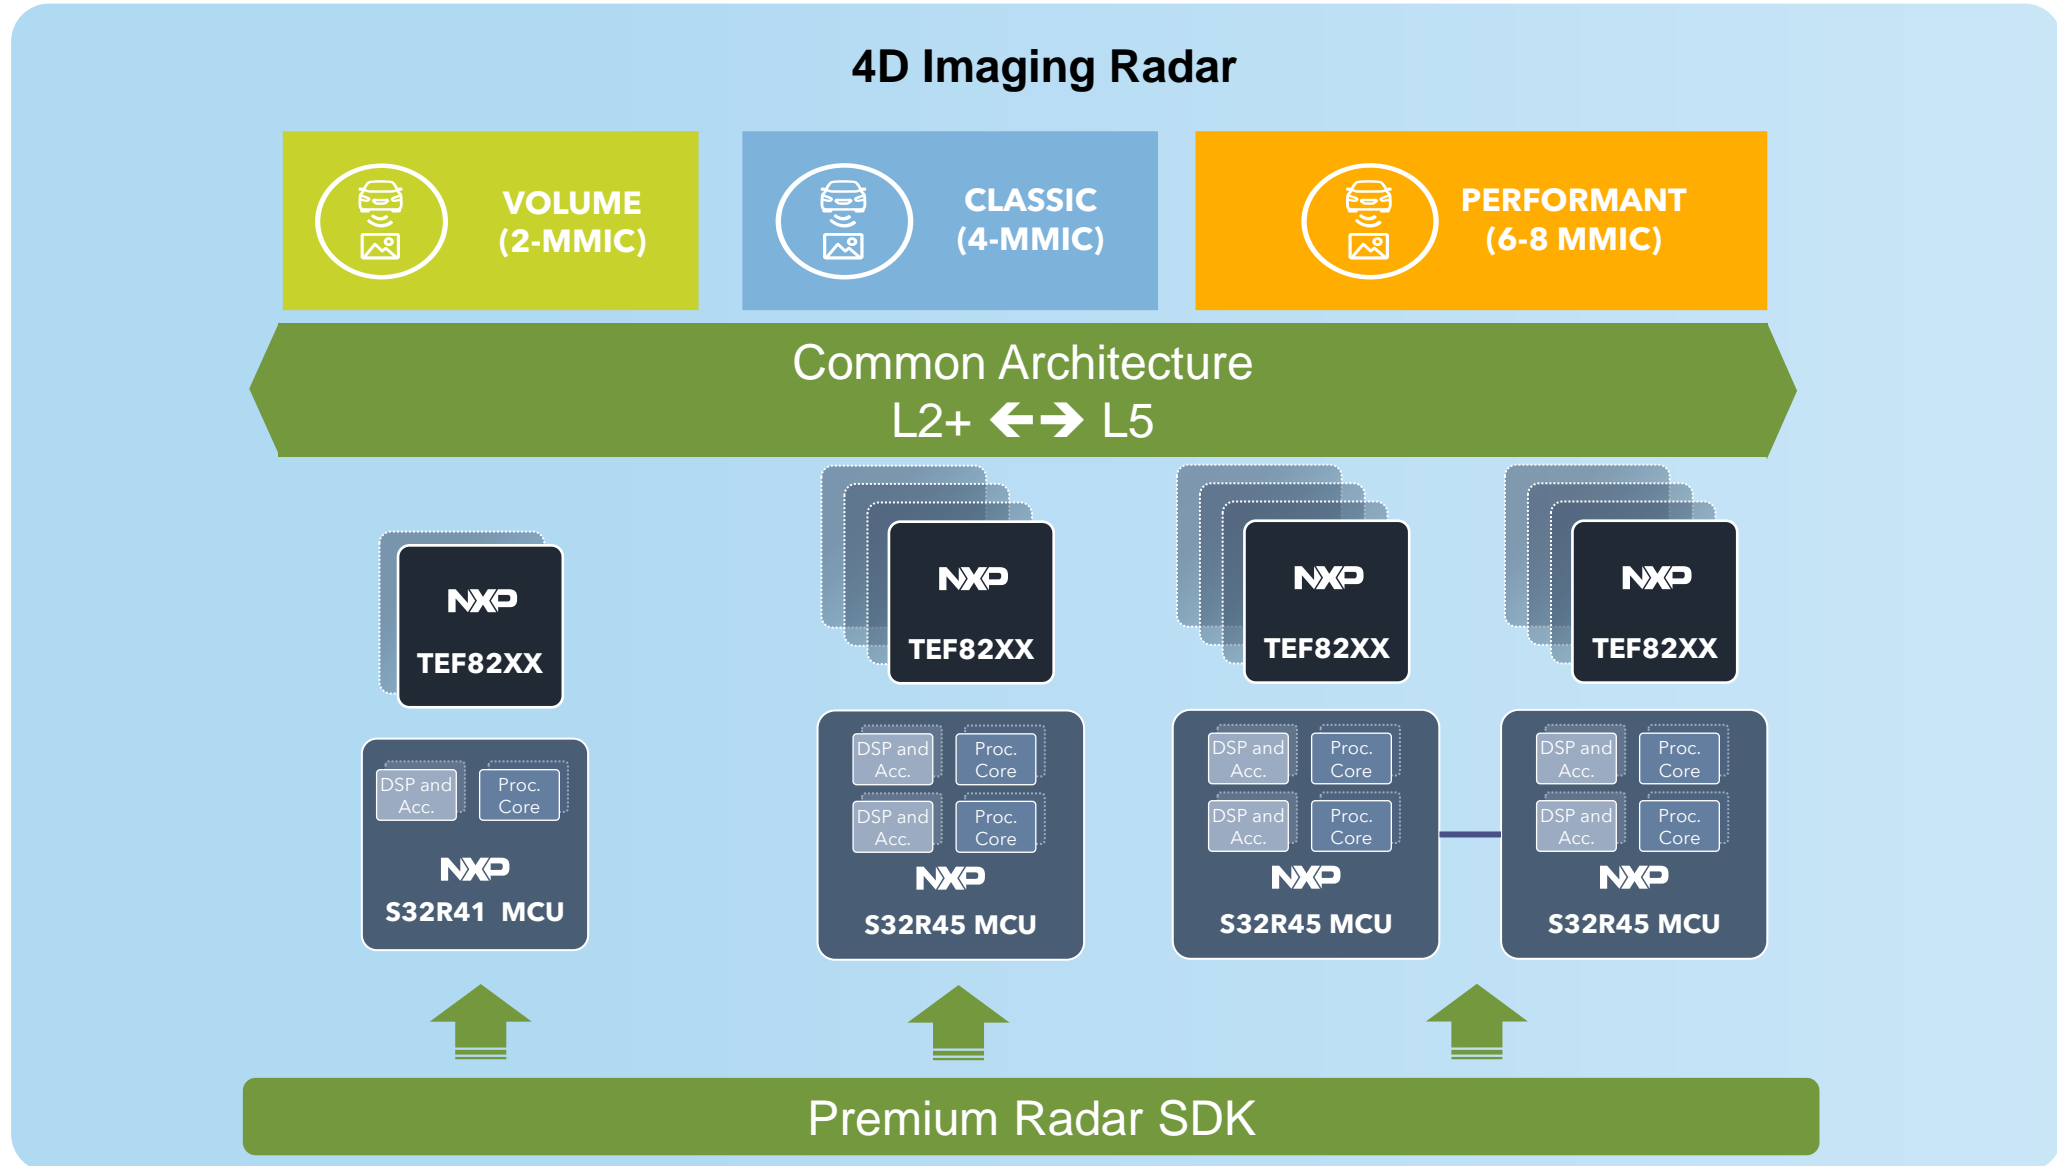 4D Imaging Radar
VOLUME
(2-MMIC)
CLASSIC
(4-MMIC)
PERFORMANT
(6-8 MMIC)
Common Architecture
L2+ 🡸🡺 L5
NXP
TEF82XX
NXP
TEF82XX
NXP
TEF82XX
NXP
TEF82XX
DSP and
Acc.
Proc.
Core
NXP
S32R41 MCU
DSP and
Acc.
Proc.
Core
DSP and
Acc.
Proc.
Core
NXP
S32R45 MCU
DSP and
Acc.
Proc.
Core
DSP and
Acc.
Proc.
Core
NXP
S32R45 MCU
DSP and
Acc.
Proc.
Core
DSP and
Acc.
Proc.
Core
NXP
S32R45 MCU
Premium Radar SDK